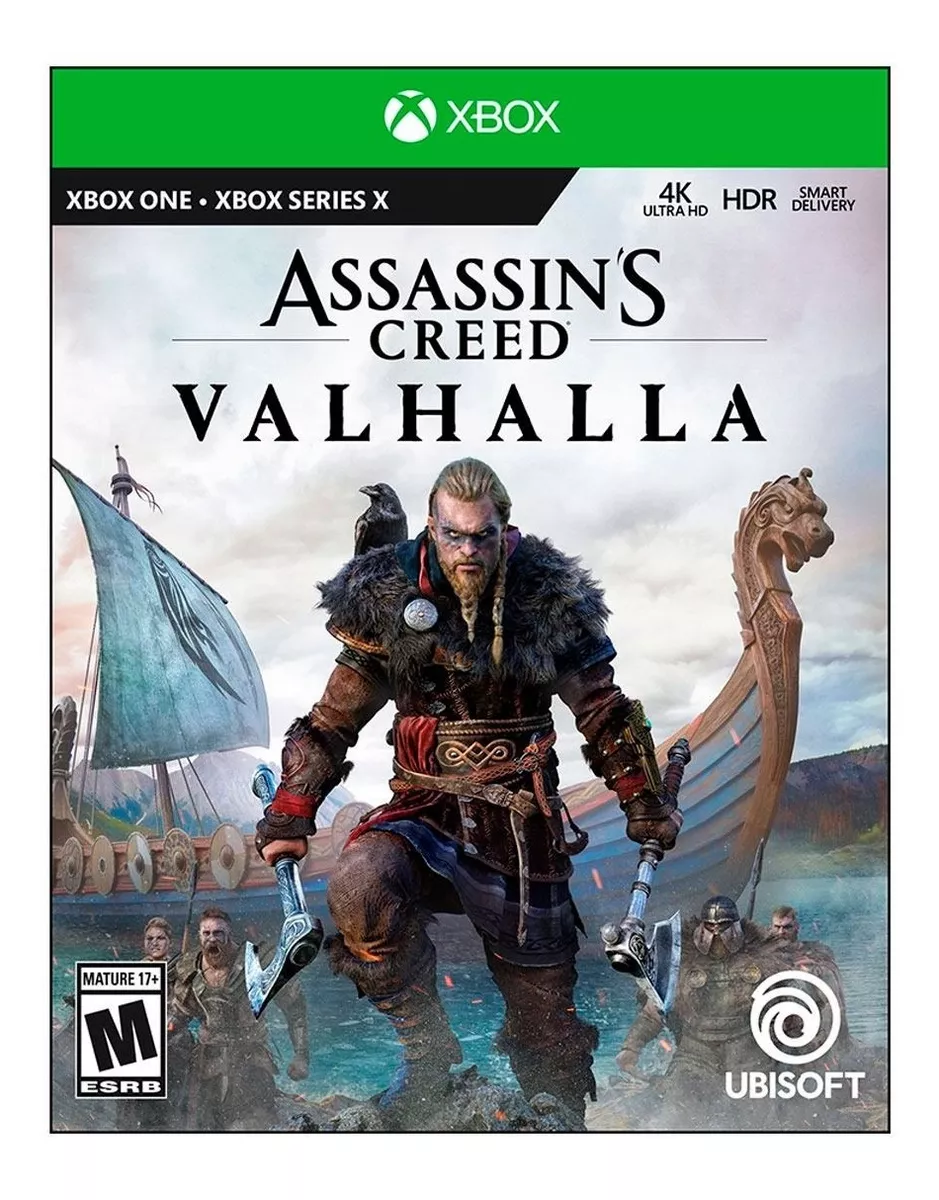 XBOX
XBOX ONE • XBOX SERIES X
4K
ULTRA HD
HDR
SMART
DELIVERY
ASSASSIN'S
CREED®
VALHALLA
MATURE 17+
M
ESRB
UBISOFT